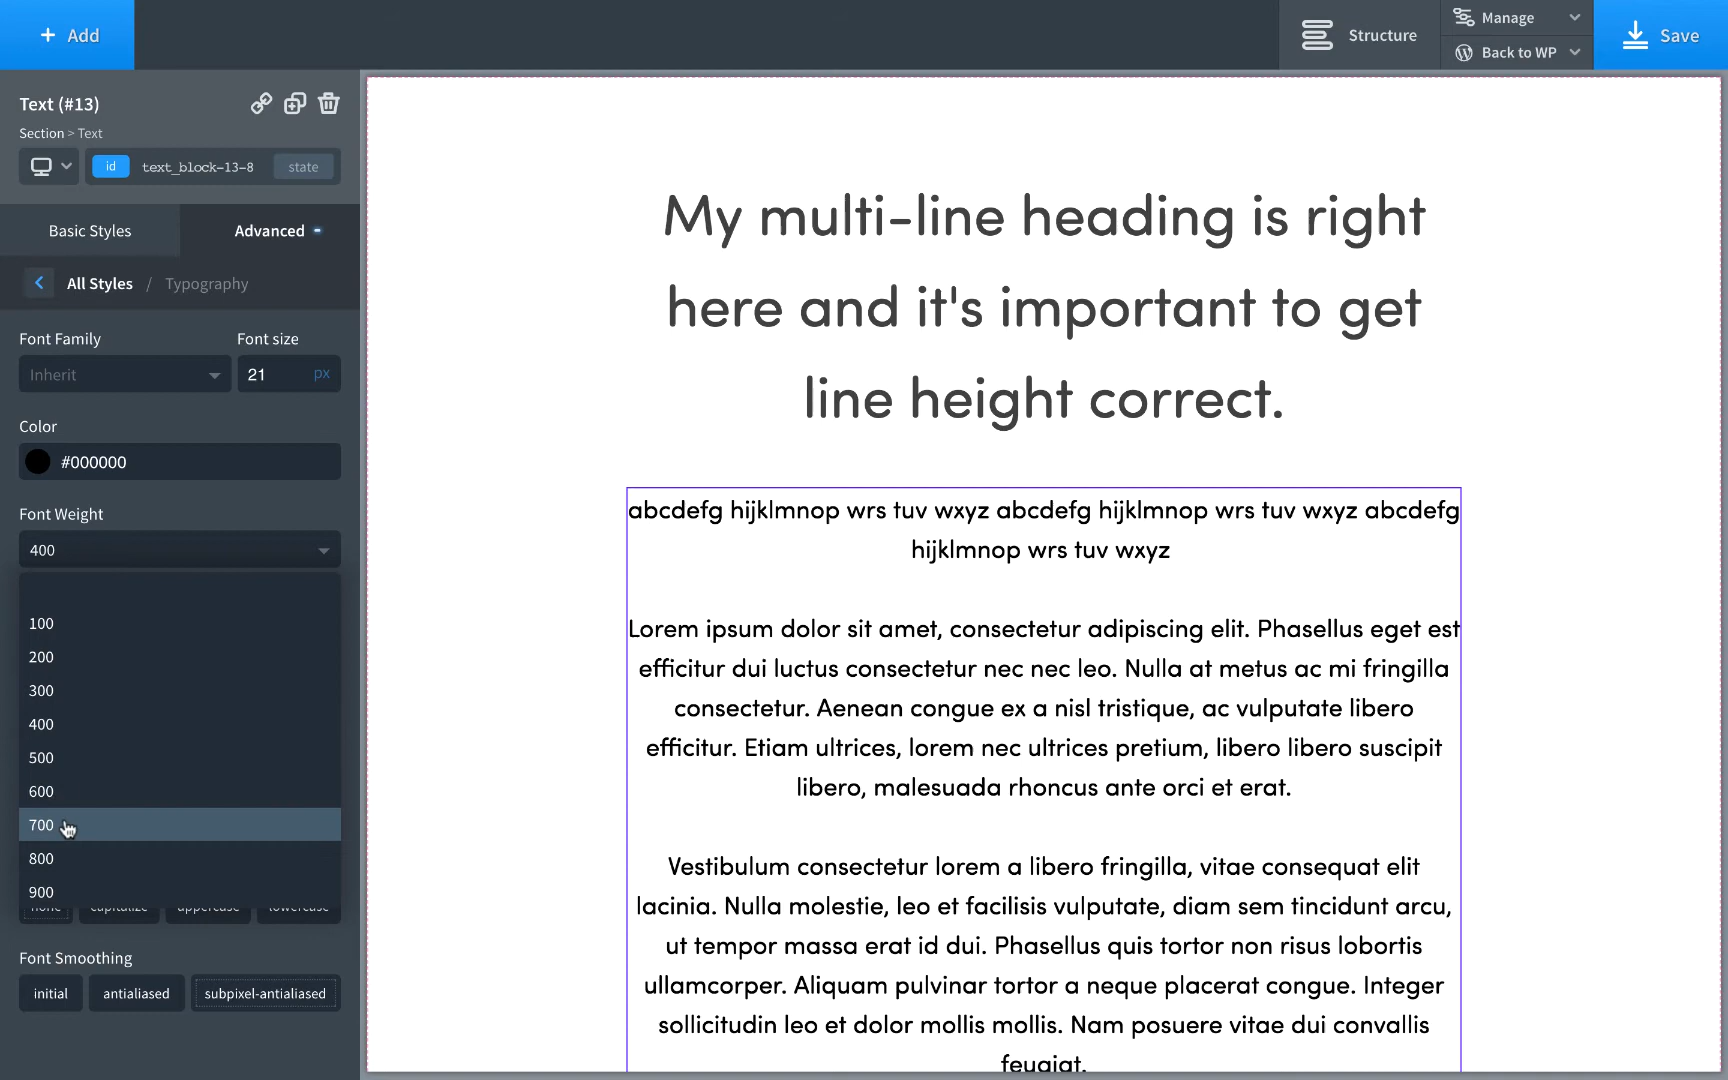 + Add
Structure
Manage
Back to WP
Save
Text (#13)
Section > Text
id text_block-13-8 state
Basic Styles Advanced
All Styles / Typography
Font Family Font size
Inherit 21 px
Color
#000000
Font Weight
400
100
200
300
400
500
600
700
800
900
none capitalize uppercase lowercase
Font Smoothing
initial antialiased subpixel-antialiased
My multi-line heading is right
here and it's important to get
line height correct.
abcdefg hijklmnop wrs tuv wxyz abcdefg hijklmnop wrs tuv wxyz abcdefg
hijklmnop wrs tuv wxyz
Lorem ipsum dolor sit amet, consectetur adipiscing elit. Phasellus eget est
efficitur dui luctus consectetur nec nec leo. Nulla at metus ac mi fringilla
consectetur. Aenean congue ex a nisl tristique, ac vulputate libero
efficitur. Etiam ultrices, lorem nec ultrices pretium, libero libero suscipit
libero, malesuada rhoncus ante orci et erat.
Vestibulum consectetur lorem a libero fringilla, vitae consequat elit
lacinia. Nulla molestie, leo et facilisis vulputate, diam sem tincidunt arcu,
ut tempor massa erat id dui. Phasellus quis tortor non risus lobortis
ullamcorper. Aliquam pulvinar tortor a neque placerat congue. Integer
sollicitudin leo et dolor mollis mollis. Nam posuere vitae dui convallis
feugiat.